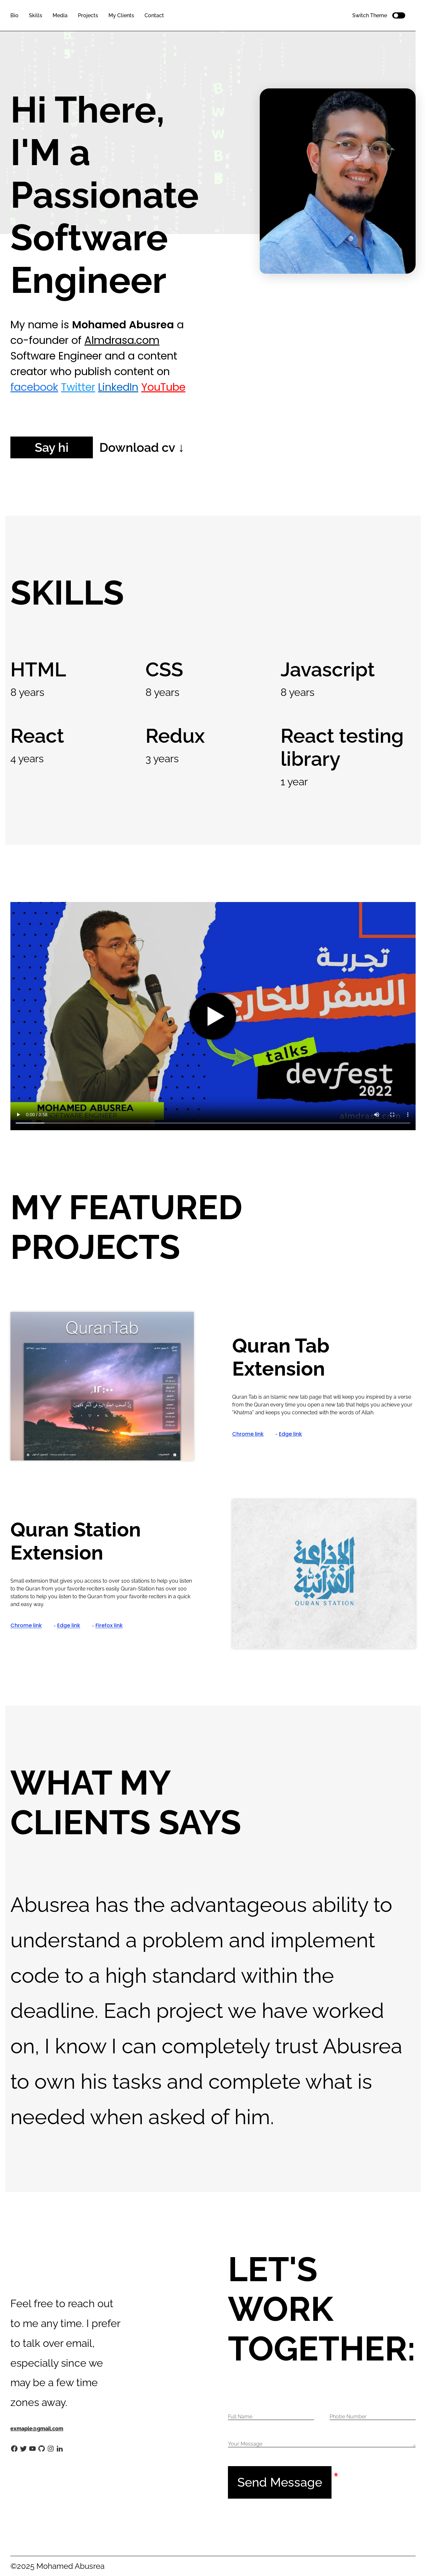 Bio Skills Media Projects My Clients Contact Switch Theme
Hi There,
I'M a
Passionate
Software
Engineer
My name is Mohamed Abusrea a
co-founder of Almdrasa.com
Software Engineer and a content
creator who publish content on
facebook Twitter LinkedIn YouTube
Say hi Download cv ↓
SKILLS
HTML
8 years
CSS
8 years
Javascript
8 years
React
4 years
Redux
3 years
React testing
library
1 year
تجربة
السفر للخارج
talks
devfest
2022
MOHAMED ABUSREA
SOFTWARE ENGINEER
almdrasa.com
0:00 / 0:56
MY FEATURED
PROJECTS
QuranTab
Quran Tab
Extension
Quran Tab is an Islamic new tab page that will keep you inspired by a verse
from the Quran every time you open a new tab that helps you achieve your
"Khatma" and keeps you connected with the words of Allah.
Chrome link - Edge link
Quran Station
Extension
Small extension that gives you access to over 100 stations to help you listen
to the Quran from your favorite reciters easily Quran-Station has over 100
stations to help you listen to the Quran from your favorite reciters in a quick
and easy way.
Chrome link - Edge link - Firefox link
الإذاعة
القرآنية
QURAN STATION
WHAT MY
CLIENTS SAYS
Abusrea has the advantageous ability to
understand a problem and implement
code to a high standard within the
deadline. Each project we have worked
on, I know I can completely trust Abusrea
to own his tasks and complete what is
needed when asked of him.
Feel free to reach out
to me any time. I prefer
to talk over email,
especially since we
may be a few time
zones away.
exmaple@gmail.com
LET'S
WORK
TOGETHER:
Full Name Phobe Number
Your Message
Send Message *
©2025 Mohamed Abusrea